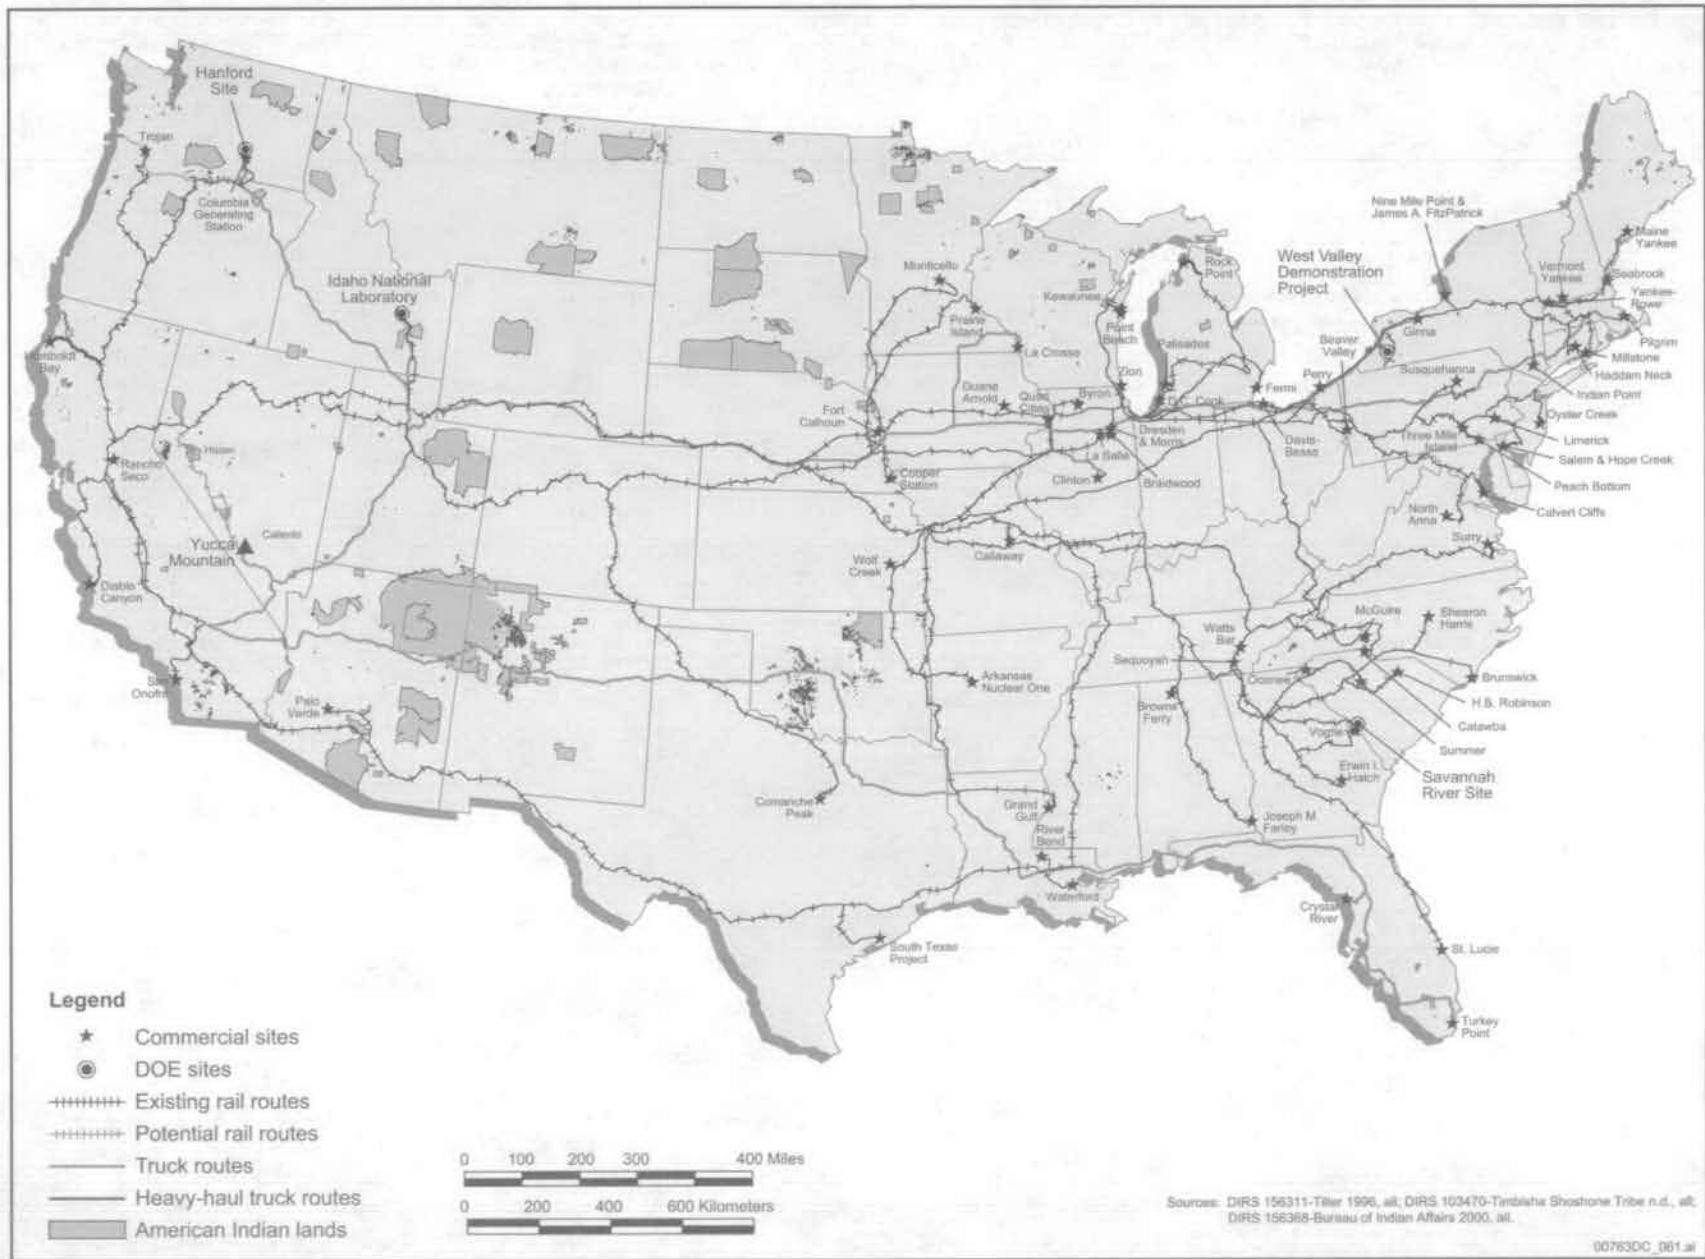 Hanford
Site
Trojan
Columbia
Generating
Station
Idaho National
Laboratory
Humboldt
Bay
Rancho
Seco
Hazen
Caliente
Yucca
Mountain
Diablo
Canyon
San
Onofre
Palo
Verde
Monticello
Prairie
Island
La Crosse
Kewaunee
Point
Beach
Big
Rock
Point
Palisades
Zion
D.C. Cook
Duane
Arnold
Quad
Cities
Byron
Fort
Calhoun
Cooper
Station
Dresden
& Morris
La Salle
Clinton
Braidwood
Fermi
Davis-
Besse
Perry
Beaver
Valley
West Valley
Demonstration
Project
Nine Mile Point &
James A. FitzPatrick
Ginna
Maine
Yankee
Vermont
Yankee
Seabrook
Yankee-
Rowe
Pilgrim
Millstone
Haddam Neck
Indian Point
Susquehanna
Oyster Creek
Limerick
Three Mile
Island
Salem & Hope Creek
Peach Bottom
Calvert Cliffs
North
Anna
Surry
Wolf
Creek
Callaway
McGuire
Shearon
Harris
Watts
Bar
Sequoyah
Oconee
Brunswick
H.B. Robinson
Catawba
Summer
Arkansas
Nuclear One
Browns
Ferry
Vogtle
Savannah
River Site
Erwin I.
Hatch
Comanche
Peak
Grand
Gulf
River
Bend
Joseph M
Farley
Waterford
South Texas
Project
Crystal
River
St. Lucie
Turkey
Point
Legend
Commercial sites
DOE sites
Existing rail routes
Potential rail routes
Truck routes
Heavy-haul truck routes
American Indian lands
0 100 200 300 400 Miles
0 200 400 600 Kilometers
Sources: DIRS 156311-Tiller 1996, all; DIRS 103470-Timbisha Shoshone Tribe n.d., all;
DIRS 156368-Bureau of Indian Affairs 2000, all.
00763DC_061.ai